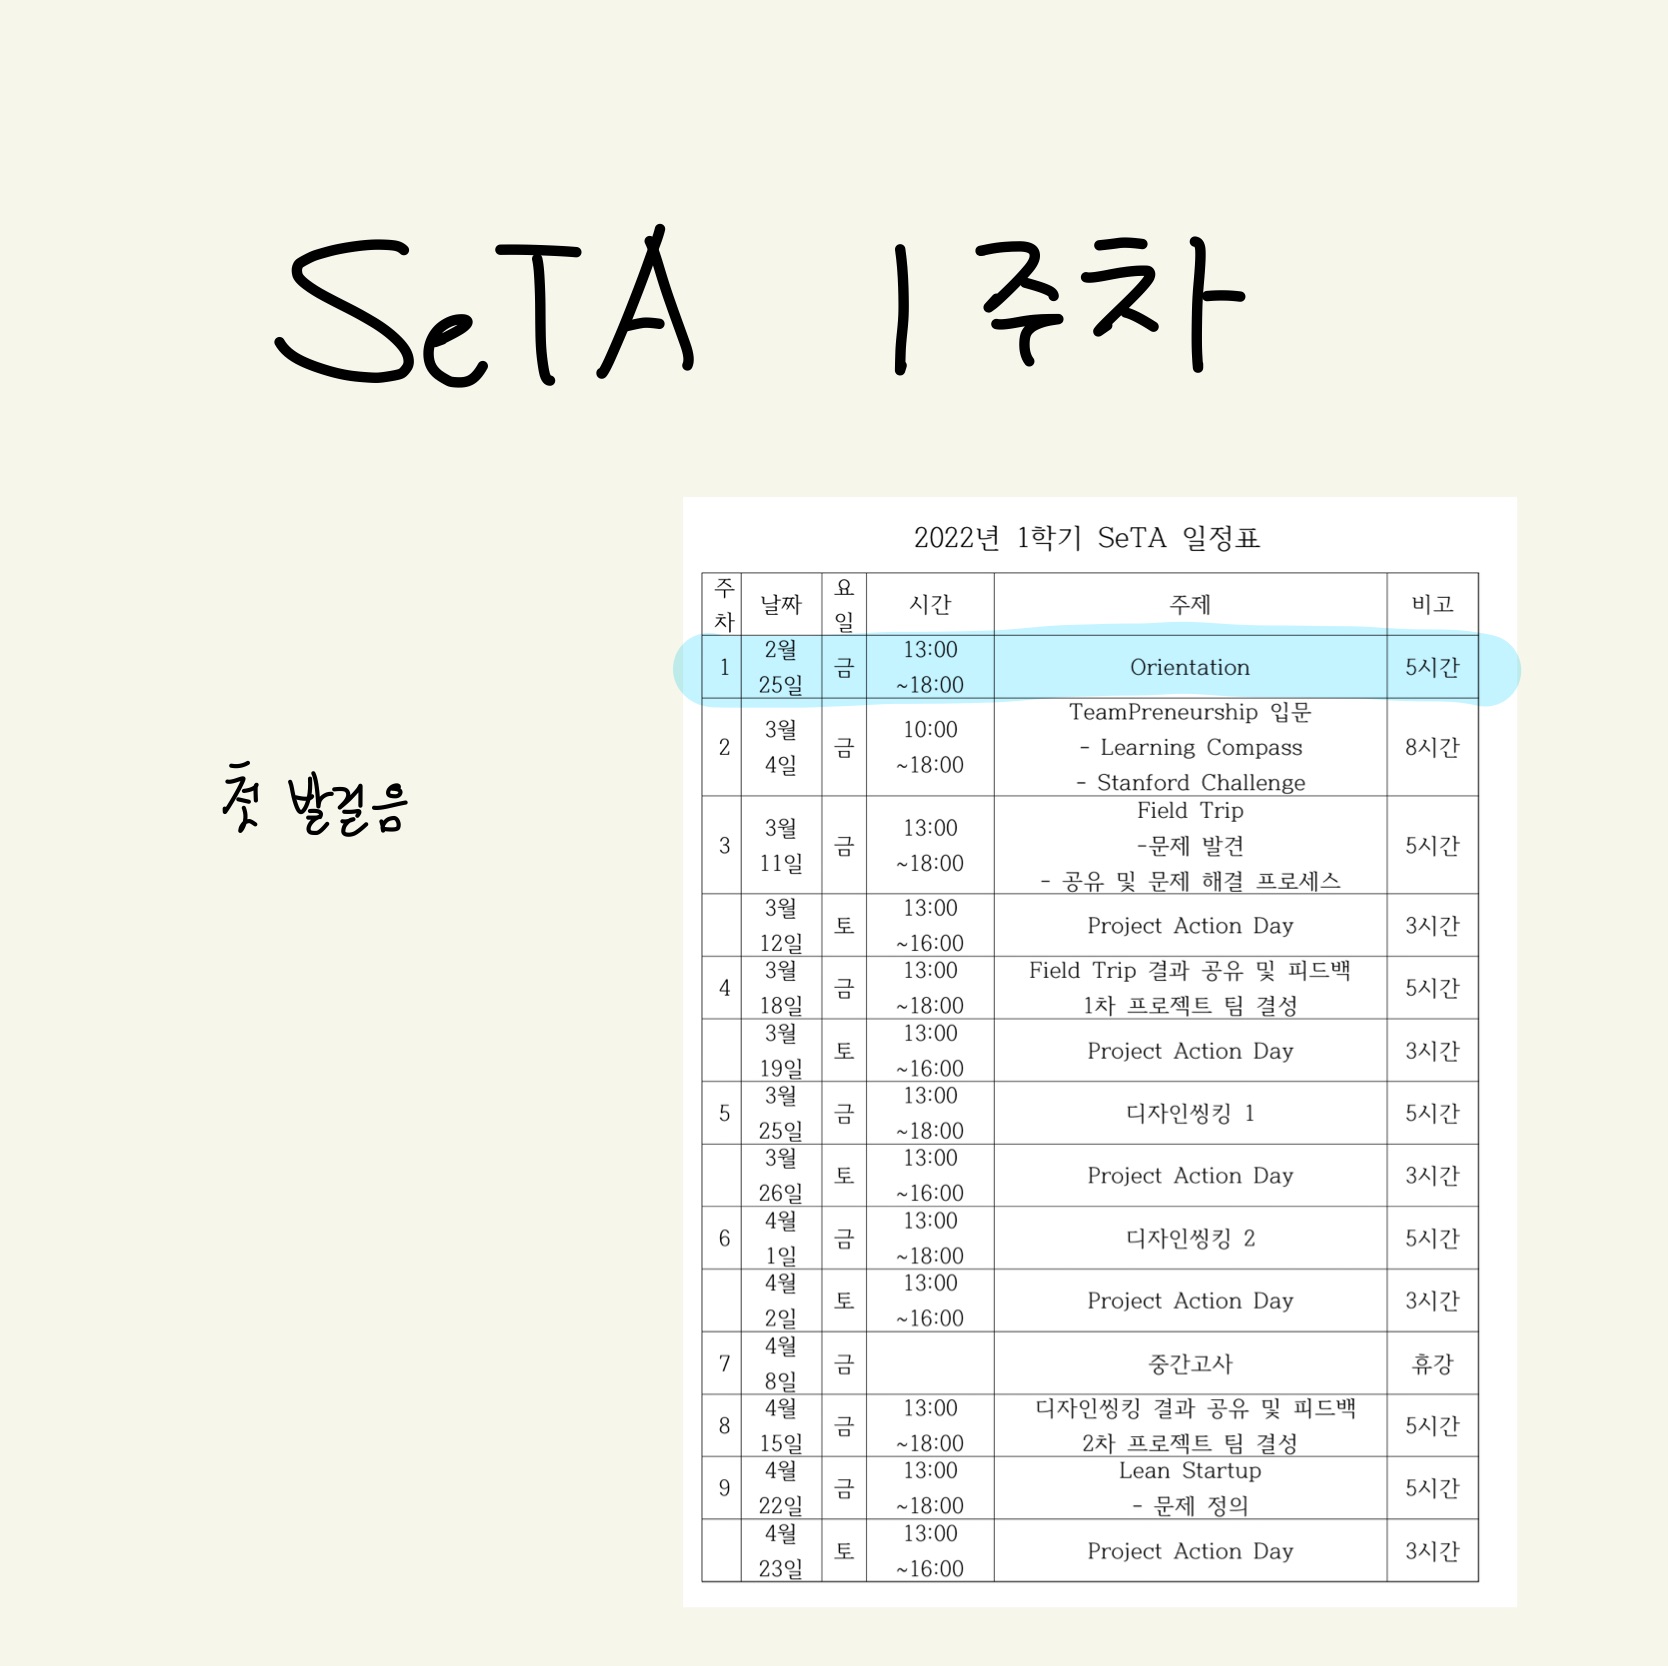 SeTA 1주차
첫 발걸음
2022년 1학기 SeTA 일정표
주차 날짜 요일 시간 주제 비고
1 2월 25일 금 13:00 ~18:00 Orientation 5시간
2 3월 4일 금 10:00 ~18:00 TeamPreneurship 입문 - Learning Compass - Stanford Challenge 8시간
3 3월 11일 금 13:00 ~18:00 Field Trip -문제 발견 - 공유 및 문제 해결 프로세스 5시간
3월 12일 토 13:00 ~16:00 Project Action Day 3시간
4 3월 18일 금 13:00 ~18:00 Field Trip 결과 공유 및 피드백 1차 프로젝트 팀 결성 5시간
3월 19일 토 13:00 ~16:00 Project Action Day 3시간
5 3월 25일 금 13:00 ~18:00 디자인씽킹 1 5시간
3월 26일 토 13:00 ~16:00 Project Action Day 3시간
6 4월 1일 금 13:00 ~18:00 디자인씽킹 2 5시간
4월 2일 토 13:00 ~16:00 Project Action Day 3시간
7 4월 8일 금 중간고사 휴강
8 4월 15일 금 13:00 ~18:00 디자인씽킹 결과 공유 및 피드백 2차 프로젝트 팀 결성 5시간
9 4월 22일 금 13:00 ~18:00 Lean Startup - 문제 정의 5시간
4월 23일 토 13:00 ~16:00 Project Action Day 3시간